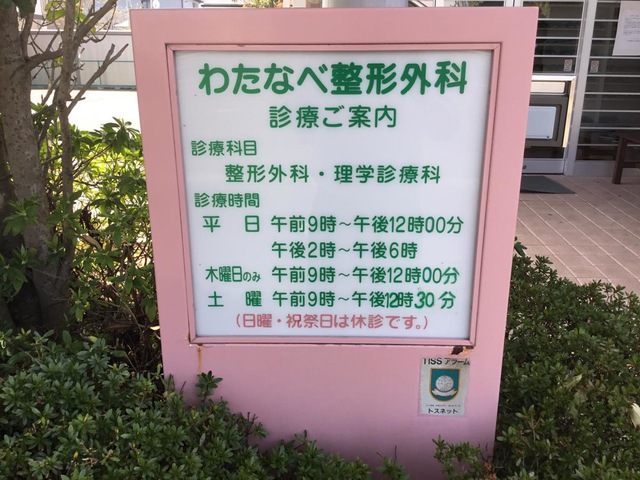 わたなべ整形外科
診療ご案内
診療科目
整形外科・理学診療科
診療時間
平 日 午前9時～午後12時00分
午後2時～午後6時
木曜日のみ 午前9時～午後12時00分
土 曜 午前9時～午後12時30分
(日曜・祝祭日は休診です。)
TISS アラーム
トスネット